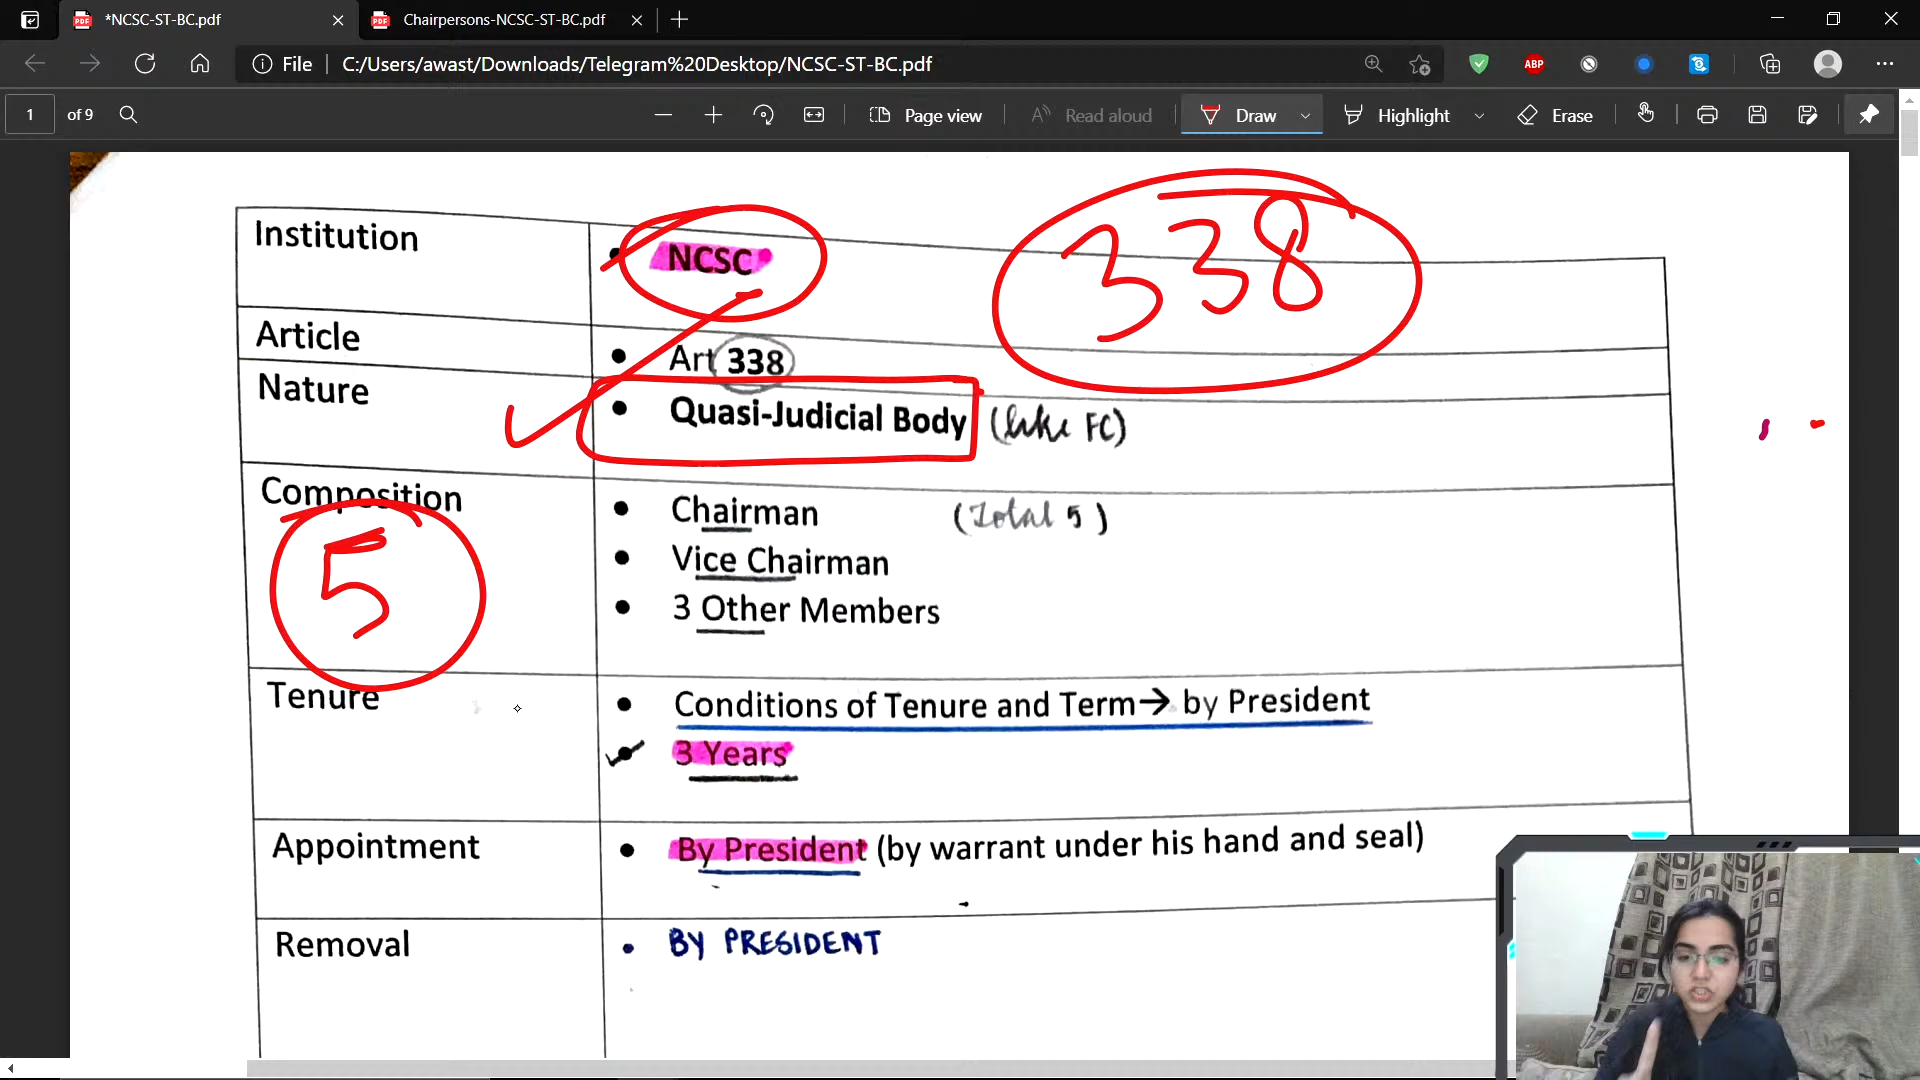 *NCSC-ST-BC.pdf
Chairpersons-NCSC-ST-BC.pdf
File
C:/Users/awast/Downloads/Telegram%20Desktop/NCSC-ST-BC.pdf
ABP
1 of 9
Page view
Read aloud
Draw
Highlight
Erase
Institution
NCSC
338
Article
Art 338
Nature
Quasi-Judicial Body (like FC)
Composition
5
Chairman (Total 5)
Vice Chairman
3 Other Members
Tenure
Conditions of Tenure and Term→ by President
3 Years
Appointment
By President (by warrant under his hand and seal)
Removal
BY PRESIDENT